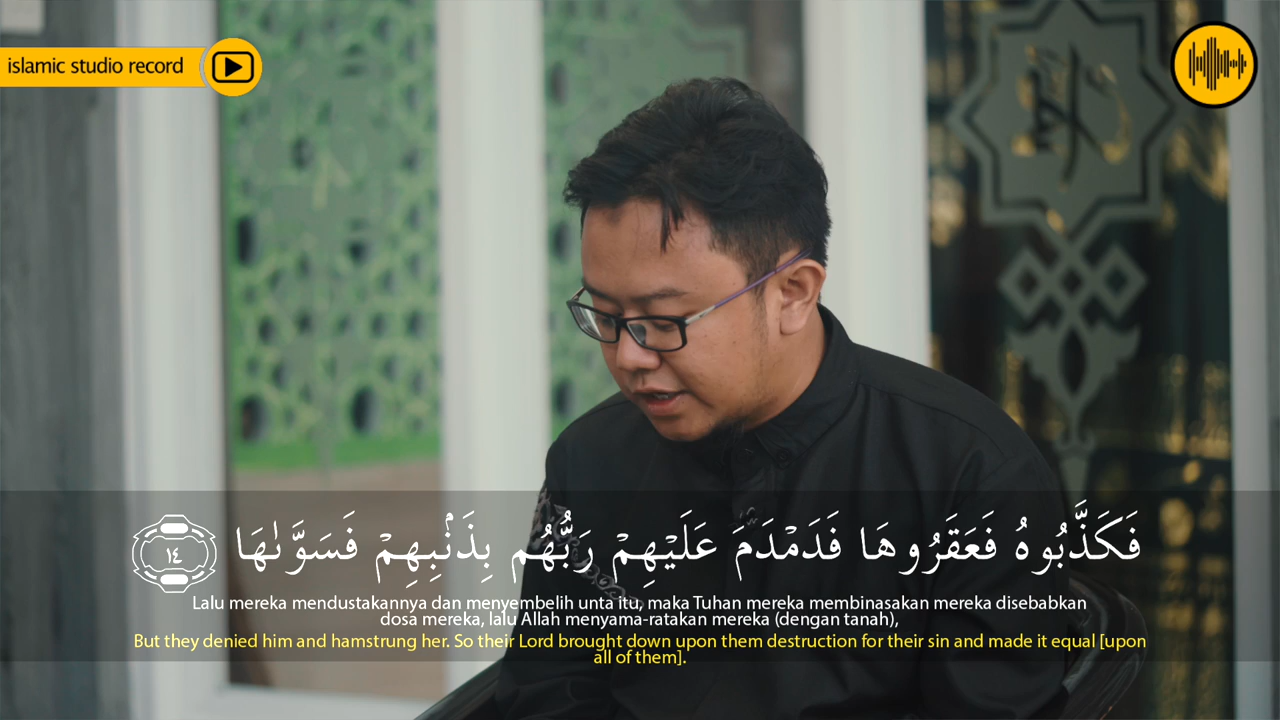 islamic studio record
فَكَذَّبُوهُ فَعَقَرُوهَا فَدَمْدَمَ عَلَيْهِمْ رَبُّهُم بِذَنۢبِهِمْ فَسَوَّىٰهَا ١٤
Lalu mereka mendustakannya dan menyembelih unta itu, maka Tuhan mereka membinasakan mereka disebabkan
dosa mereka, lalu Allah menyama-ratakan mereka (dengan tanah),
But they denied him and hamstrung her. So their Lord brought down upon them destruction for their sin and made it equal [upon
all of them].